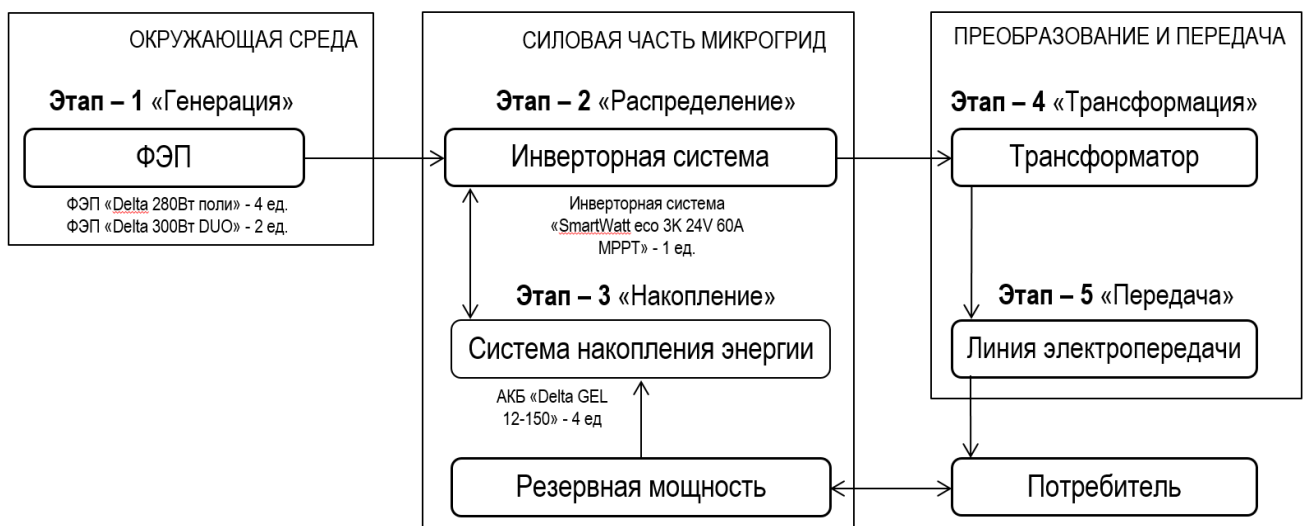 ОКРУЖАЮЩАЯ СРЕДА
Этап – 1 «Генерация»
ФЭП
ФЭП «Delta 280Вт поли» - 4 ед.
ФЭП «Delta 300Вт DUO» - 2 ед.
СИЛОВАЯ ЧАСТЬ МИКРОГРИД
Этап – 2 «Распределение»
Инверторная система
Инверторная система
«SmartWatt eco 3K 24V 60A
MPPT» - 1 ед.
Этап – 3 «Накопление»
Система накопления энергии
АКБ «Delta GEL
12-150» - 4 ед
Резервная мощность
ПРЕОБРАЗОВАНИЕ И ПЕРЕДАЧА
Этап – 4 «Трансформация»
Трансформатор
Этап – 5 «Передача»
Линия электропередачи
Потребитель